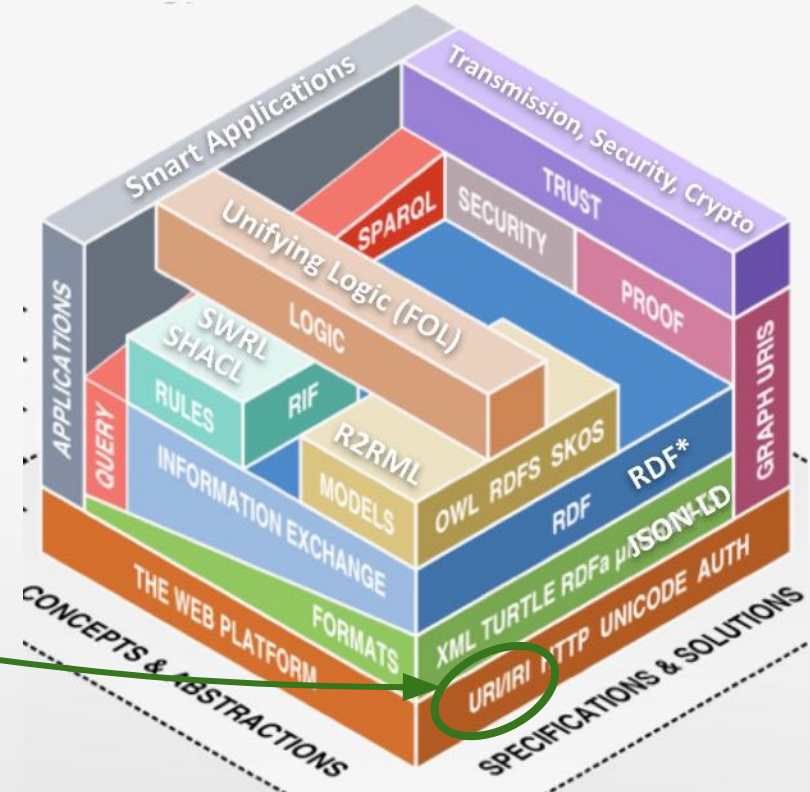 Smart Applications
Transmission, Security, Crypto
TRUST
SPARQL
SECURITY
PROOF
Unifying Logic (FOL)
LOGIC
APPLICATIONS
SWRL
SHACL
RULES
RIF
QUERY
R2RML
MODELS
OWL RDFS SKOS
GRAPH URIS
INFORMATION EXCHANGE
RDF
RDF*
FORMATS
XML TURTLE RDFa
JSON-LD
THE WEB PLATFORM
URI/IRI HTTP UNICODE AUTH
CONCEPTS & ABSTRACTIONS
SPECIFICATIONS & SOLUTIONS